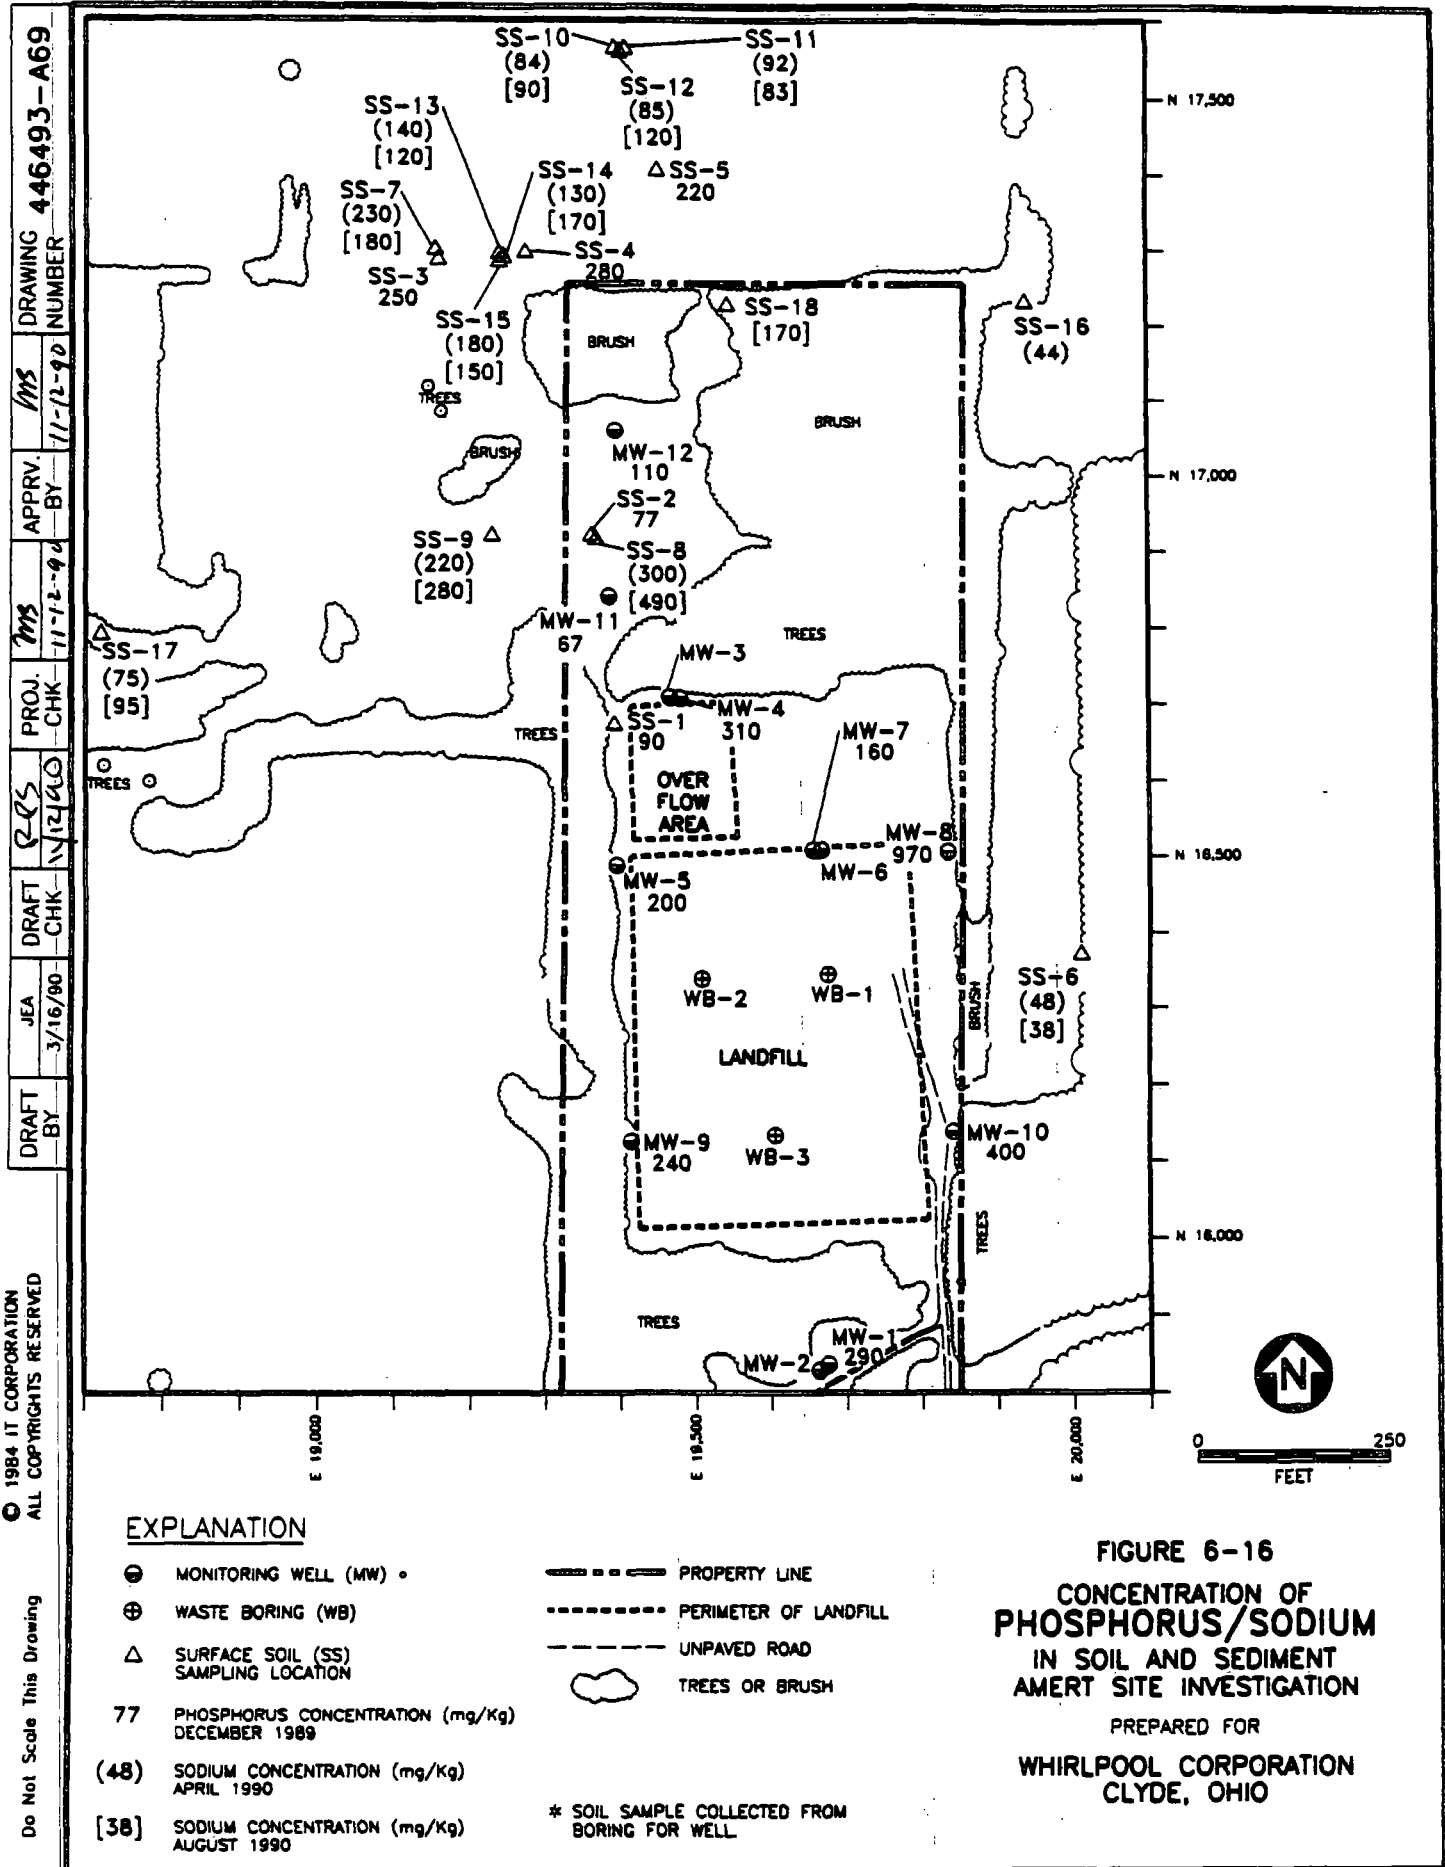 DRAWING NUMBER 446493-A69
APPRV. BY MS 11-12-90
PROJ. CHK MS 11-12-90
DRAFT CHK
DRAFT BY JEA 3/16/90
© 1984 IT CORPORATION
ALL COPYRIGHTS RESERVED
Do Not Scale This Drawing
SS-10
(84)
[90]
SS-11
(92)
[83]
SS-12
(85)
[120]
SS-13
(140)
[120]
SS-14
(130)
[170]
SS-5
220
SS-7
(230)
[180]
SS-3
250
SS-4
280
SS-15
(180)
[150]
SS-18
[170]
SS-16
(44)
N 17,500
BRUSH
TREES
BRUSH
BRUSH
MW-12
110
N 17,000
SS-2
77
SS-9
(220)
[280]
SS-8
(300)
[490]
MW-11
67
TREES
SS-17
(75)
[95]
MW-3
MW-4
310
SS-1
90
TREES
MW-7
160
TREES
OVER
FLOW
AREA
MW-8
970
N 16,500
MW-6
MW-5
200
WB-2
WB-1
SS-6
(48)
[38]
BRUSH
LANDFILL
MW-9
240
WB-3
MW-10
400
TREES
N 16,000
TREES
MW-1
290
MW-2
E 19,000
E 19,500
E 20,000
N
0 250
FEET
EXPLANATION
MONITORING WELL (MW)
WASTE BORING (WB)
SURFACE SOIL (SS)
SAMPLING LOCATION
77 PHOSPHORUS CONCENTRATION (mg/Kg)
DECEMBER 1989
(48) SODIUM CONCENTRATION (mg/Kg)
APRIL 1990
[38] SODIUM CONCENTRATION (mg/Kg)
AUGUST 1990
PROPERTY LINE
PERIMETER OF LANDFILL
UNPAVED ROAD
TREES OR BRUSH
* SOIL SAMPLE COLLECTED FROM
BORING FOR WELL
FIGURE 6-16
CONCENTRATION OF
PHOSPHORUS/SODIUM
IN SOIL AND SEDIMENT
AMERT SITE INVESTIGATION
PREPARED FOR
WHIRLPOOL CORPORATION
CLYDE, OHIO